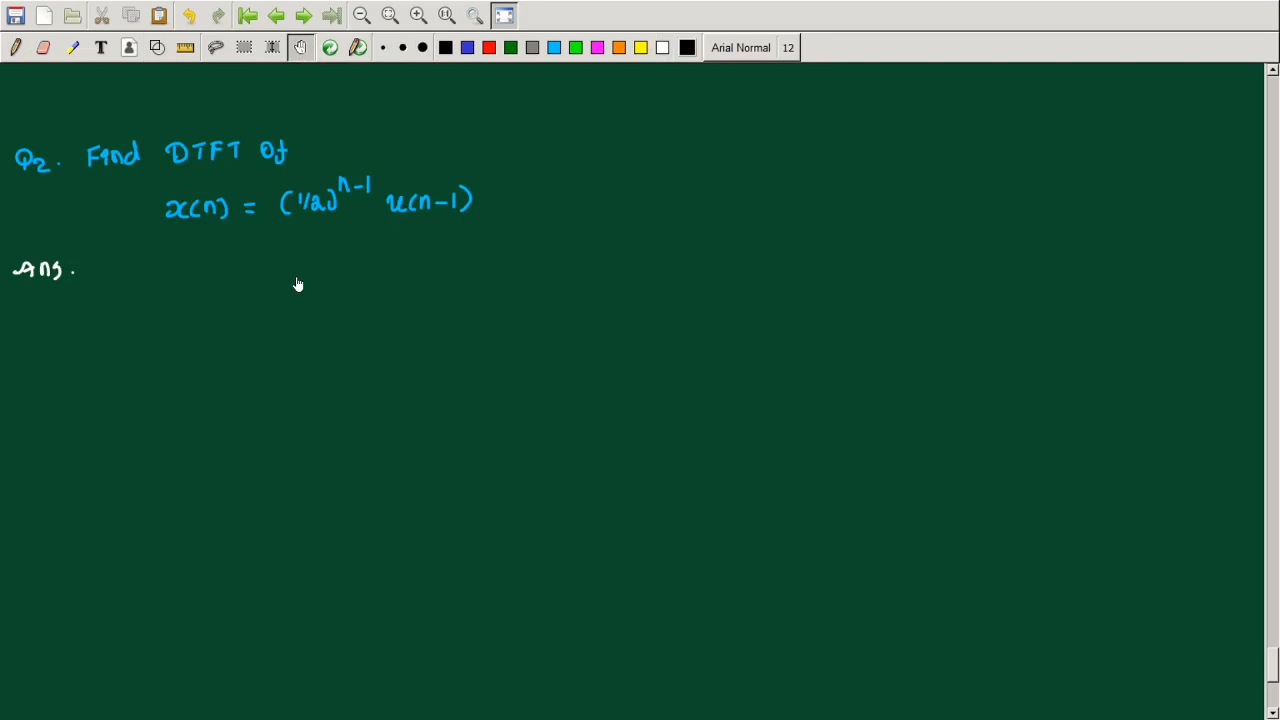 Arial Normal 12
Q2. Find DTFT Of
x(n) = (1/2)^{n-1} u(n-1)
Ans.